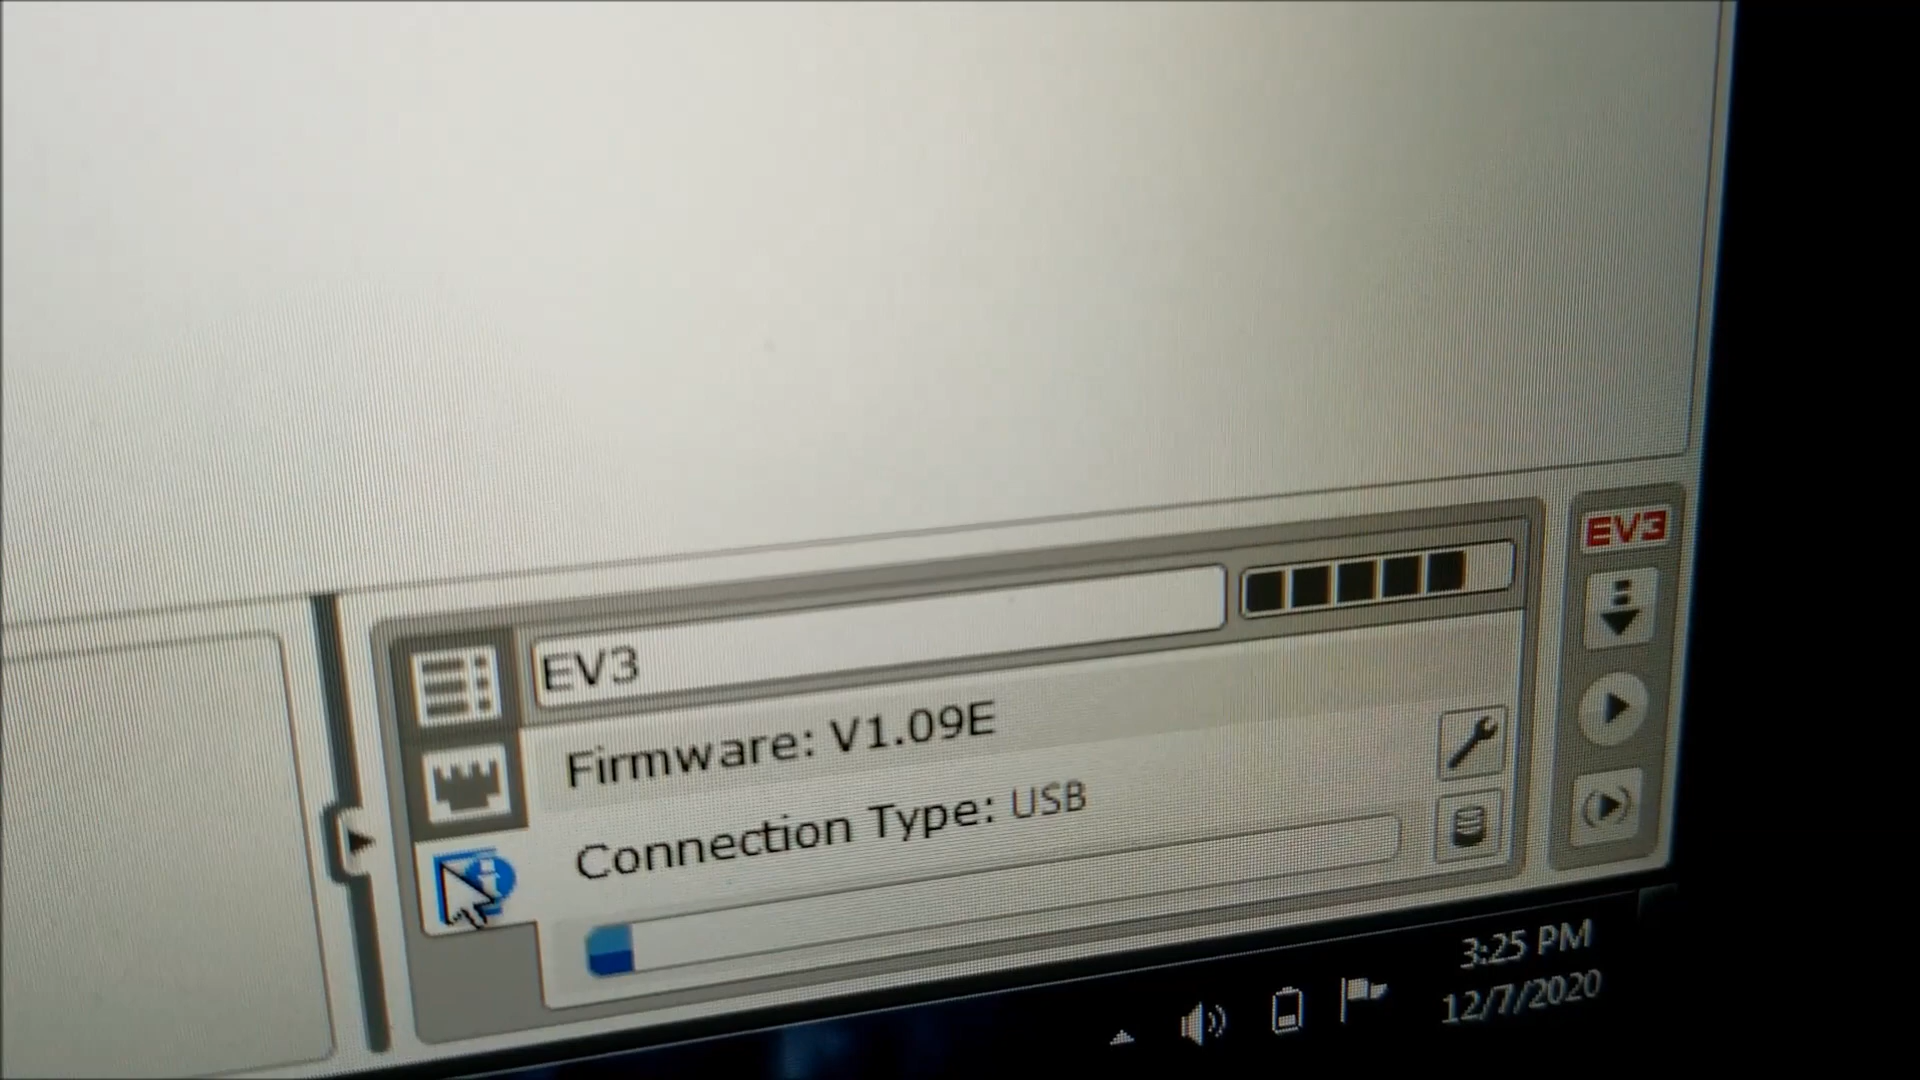 EV3
EV3
Firmware: V1.09E
Connection Type: USB
3:25 PM
12/7/2020